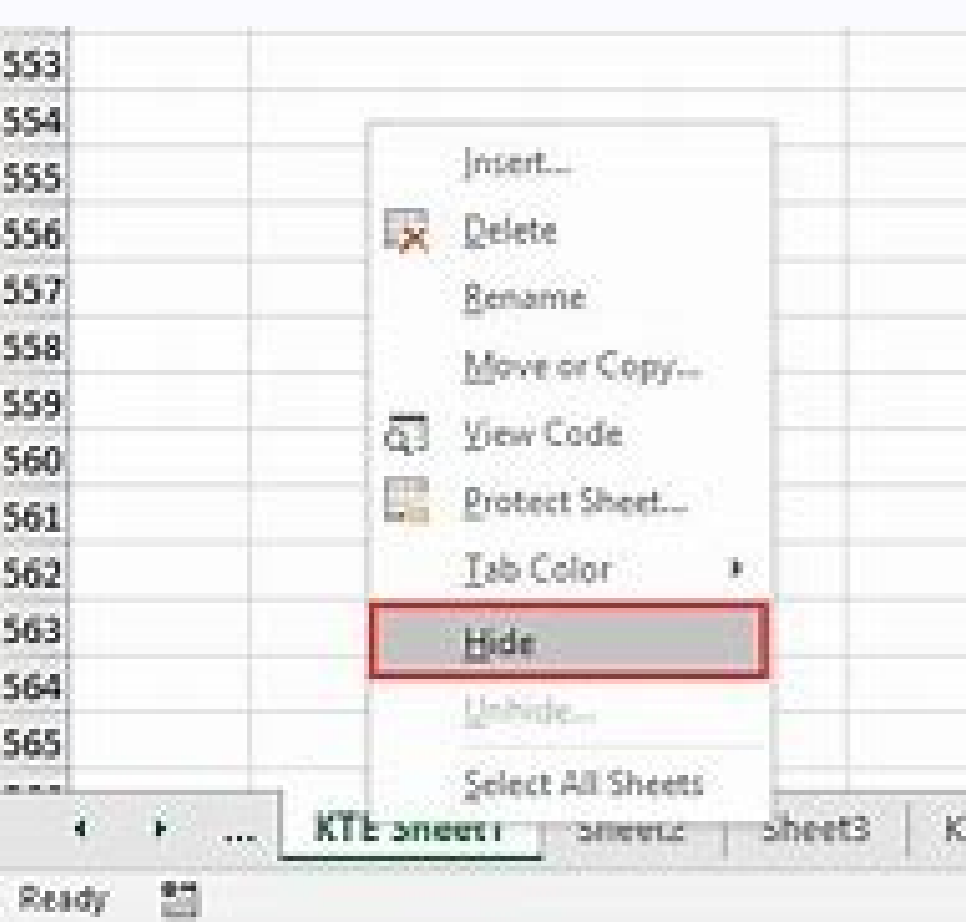 553
554
555
556
557
558
559
560
561
562
563
564
565
Insert...
Delete
Rename
Move or Copy...
View Code
Protect Sheet...
Tab Color
Hide
Unhide...
Select All Sheets
... KTE Sheet1 Sheet2 Sheet3 K
Ready